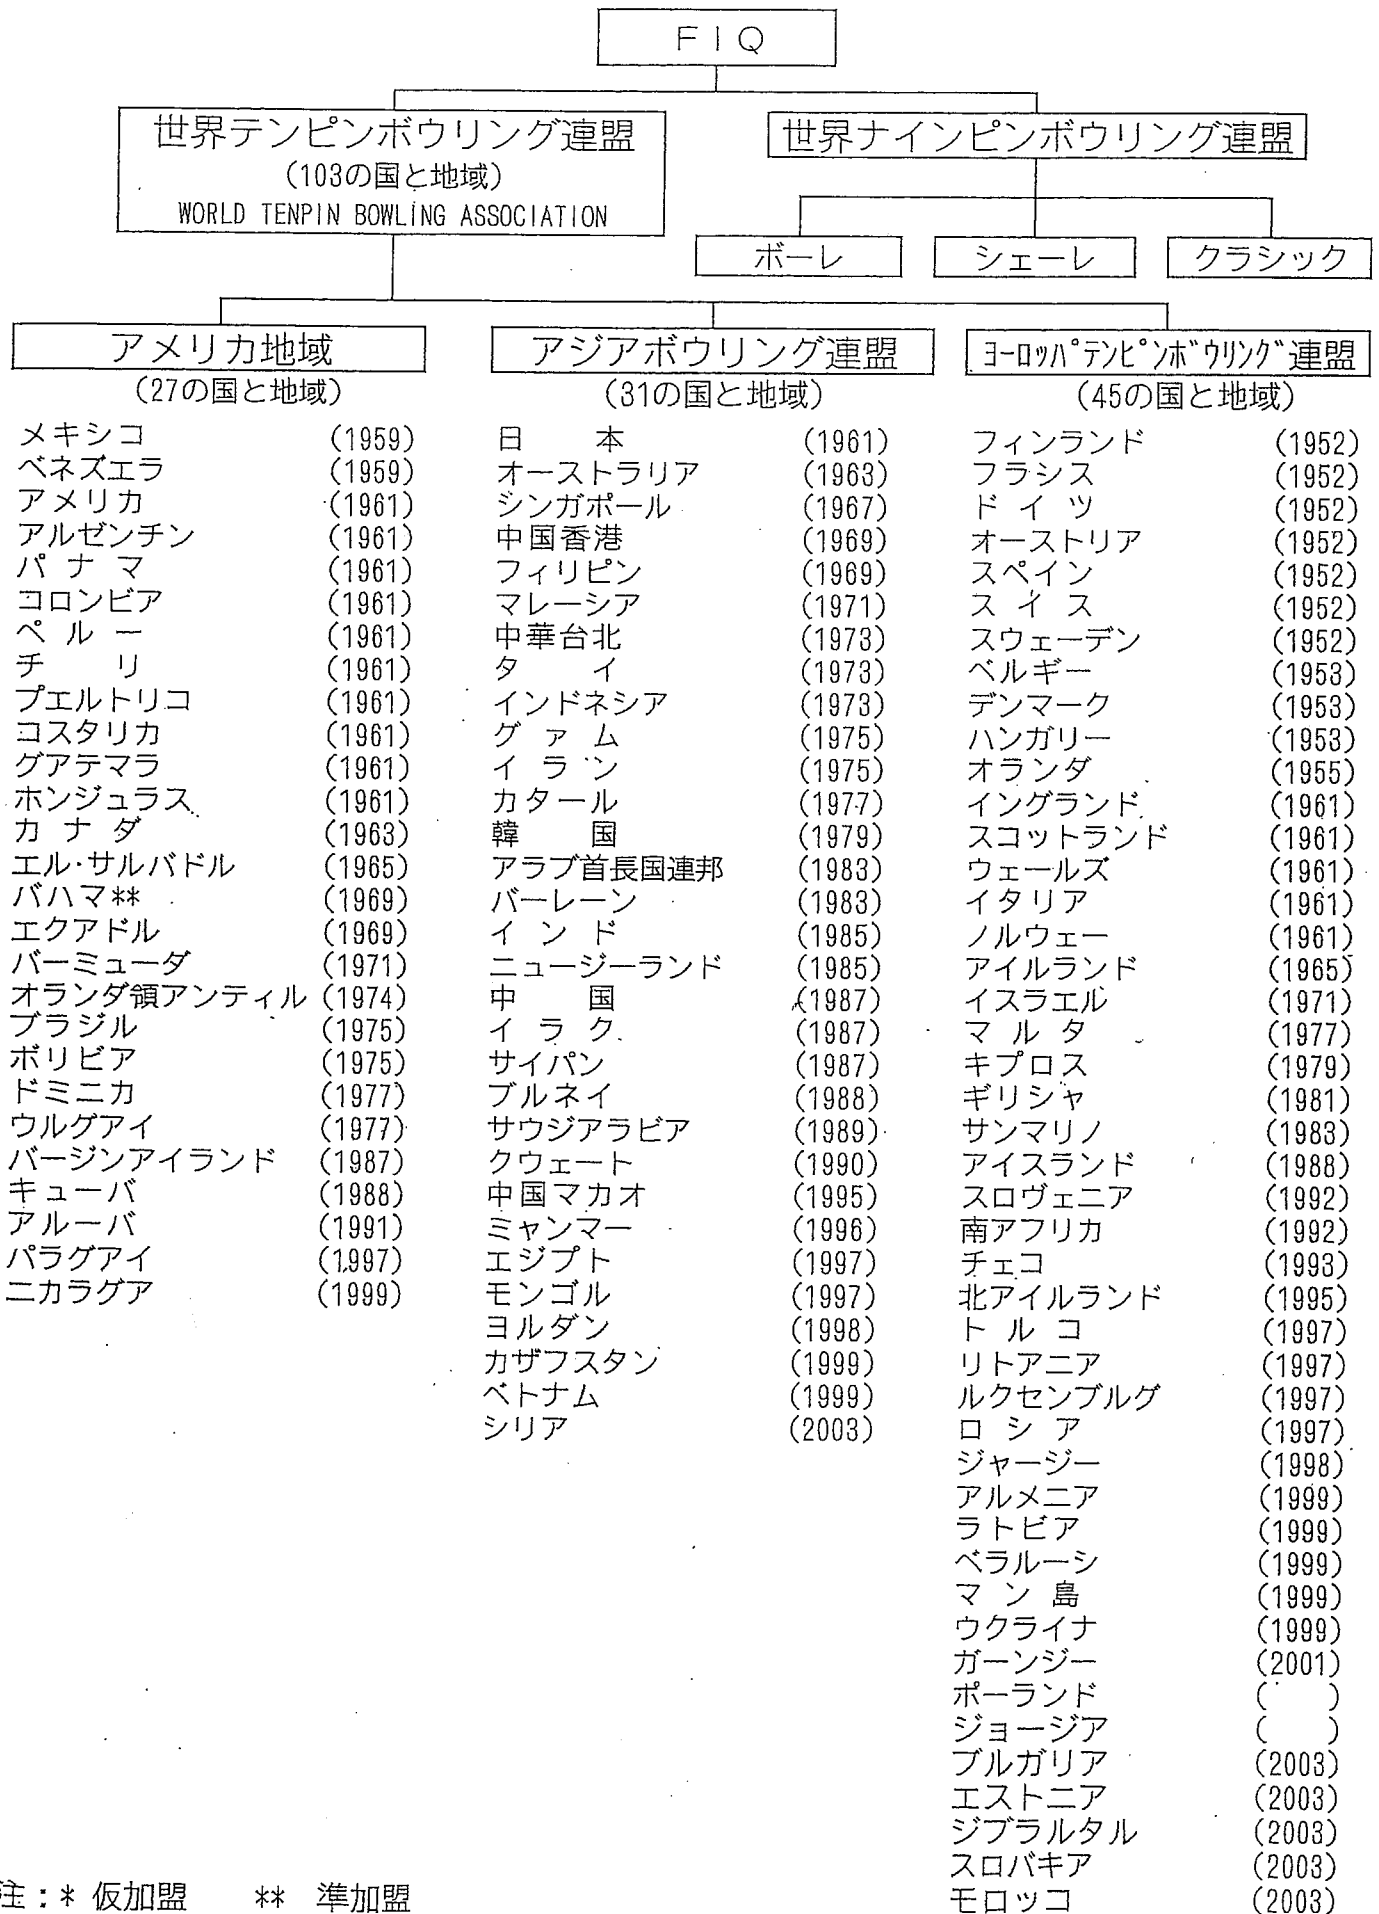 FIQ
世界テンピンボウリング連盟
(103の国と地域)
WORLD TENPIN BOWLING ASSOCIATION
世界ナインピンボウリング連盟
ボーレ
シェーレ
クラシック
アメリカ地域
(27の国と地域)
メキシコ (1959)
ベネズエラ (1959)
アメリカ (1961)
アルゼンチン (1961)
パナマ (1961)
コロンビア (1961)
ペルー (1961)
チリ (1961)
プエルトリコ (1961)
コスタリカ (1961)
グアテマラ (1961)
ホンジュラス (1961)
カナダ (1963)
エル・サルバドル (1965)
バハマ** (1969)
エクアドル (1969)
バーミューダ (1971)
オランダ領アンティル (1974)
ブラジル (1975)
ボリビア (1975)
ドミニカ (1977)
ウルグアイ (1977)
バージンアイランド (1987)
キューバ (1988)
アルーバ (1991)
パラグアイ (1997)
ニカラグア (1999)
アジアボウリング連盟
(31の国と地域)
日本 (1961)
オーストラリア (1963)
シンガポール (1967)
中国香港 (1969)
フィリピン (1969)
マレーシア (1971)
中華台北 (1973)
タイ (1973)
インドネシア (1973)
グァム (1975)
イラン (1975)
カタール (1977)
韓国 (1979)
アラブ首長国連邦 (1983)
バーレーン (1983)
インド (1985)
ニュージーランド (1985)
中国 (1987)
イラク (1987)
サイパン (1987)
ブルネイ (1988)
サウジアラビア (1989)
クウェート (1990)
中国マカオ (1995)
ミャンマー (1996)
エジプト (1997)
モンゴル (1997)
ヨルダン (1998)
カザフスタン (1999)
ベトナム (1999)
シリア (2003)
ﾖｰﾛｯﾊﾟﾃﾝﾋﾟﾝﾎﾞｳﾘﾝｸﾞ連盟
(45の国と地域)
フィンランド (1952)
フラシス (1952)
ドイツ (1952)
オーストリア (1952)
スペイン (1952)
スイス (1952)
スウェーデン (1952)
ベルギー (1953)
デンマーク (1953)
ハンガリー (1953)
オランダ (1955)
イングランド (1961)
スコットランド (1961)
ウェールズ (1961)
イタリア (1961)
ノルウェー (1961)
アイルランド (1965)
イスラエル (1971)
マルタ (1977)
キプロス (1979)
ギリシャ (1981)
サンマリノ (1983)
アイスランド (1988)
スロヴェニア (1992)
南アフリカ (1992)
チェコ (1993)
北アイルランド (1995)
トルコ (1997)
リトアニア (1997)
ルクセンブルグ (1997)
ロシア (1997)
ジャージー (1998)
アルメニア (1999)
ラトビア (1999)
ベラルーシ (1999)
マン島 (1999)
ウクライナ (1999)
ガーンジー (2001)
ポーランド ( )
ジョージア ( )
ブルガリア (2003)
エストニア (2003)
ジブラルタル (2003)
スロバキア (2003)
モロッコ (2003)
注:* 仮加盟 ** 準加盟